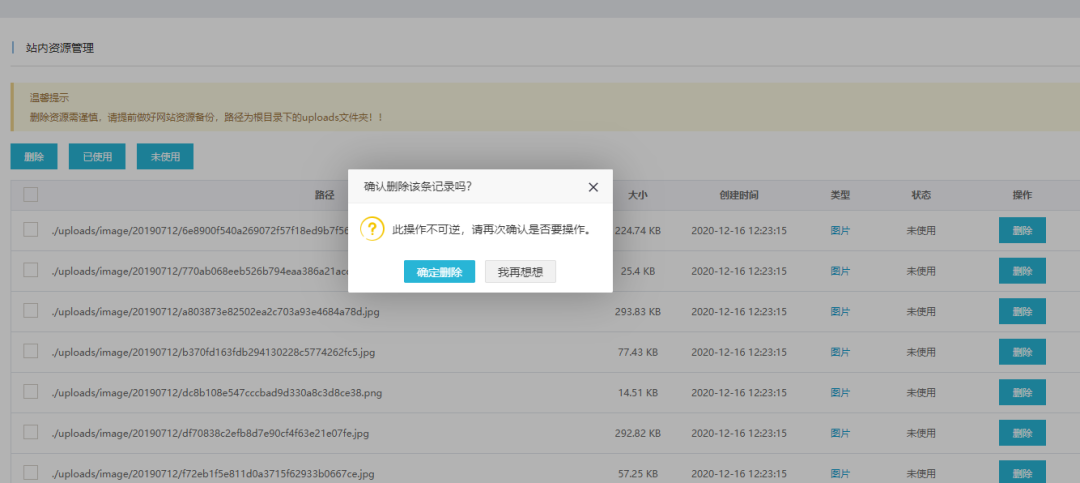 站内资源管理
温馨提示
删除资源需谨慎，请提前做好网站资源备份，路径为根目录下的uploads文件夹！！
删除 已使用 未使用
确认删除该条记录吗?
此操作不可逆，请再次确认是否要操作。
确定删除 我再想想
路径 大小 创建时间 类型 状态 操作
./uploads/image/20190712/6e8900f540a269072f57f18ed9b7f56 224.74 KB 2020-12-16 12:23:15 图片 未使用 删除
./uploads/image/20190712/770ab068eeb526b794eaa386a21ac 25.4 KB 2020-12-16 12:23:15 图片 未使用 删除
./uploads/image/20190712/a803873e82502ea2c703a93e4684a78d.jpg 293.83 KB 2020-12-16 12:23:15 图片 未使用 删除
./uploads/image/20190712/b370fd163fdb294130228c5774262fc5.jpg 77.43 KB 2020-12-16 12:23:15 图片 未使用 删除
./uploads/image/20190712/dc8b108e547cccbad9d330a8c3d8ce38.png 14.51 KB 2020-12-16 12:23:15 图片 未使用 删除
./uploads/image/20190712/df70838c2efb8d7e90cf4f63e21e07fe.jpg 292.82 KB 2020-12-16 12:23:15 图片 未使用 删除
./uploads/image/20190712/f72eb1f5e811d0a3715f62933b0667ce.jpg 57.25 KB 2020-12-16 12:23:15 图片 未使用 删除